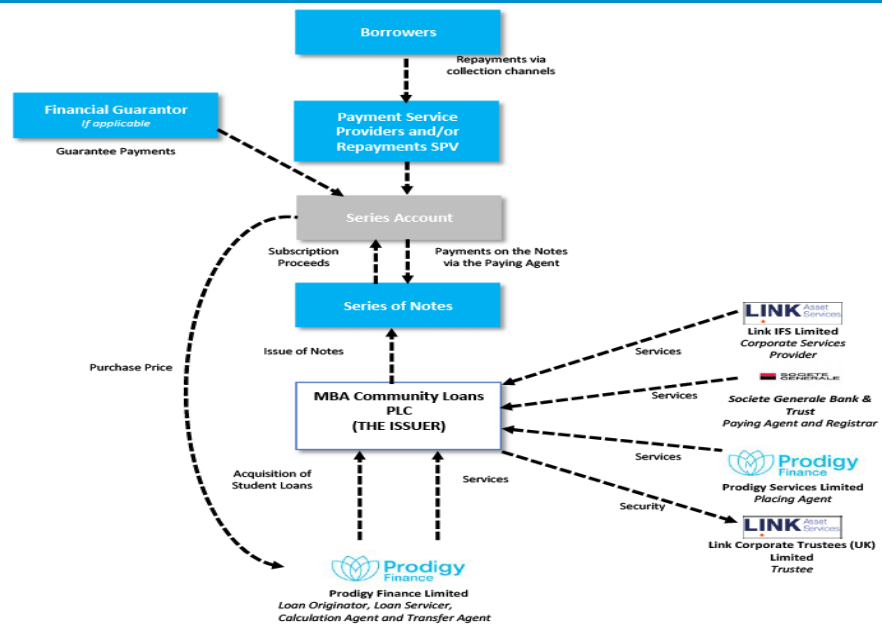 Borrowers
Repayments via
collection channels
Financial Guarantor
If applicable
Guarantee Payments
Payment Service
Providers and/or
Repayments SPV
Series Account
Subscription
Proceeds
Payments on the Notes
via the Paying Agent
Series of Notes
Purchase Price
Issue of Notes
MBA Community Loans
PLC
(THE ISSUER)
Services
LINK Asset
Services
Link IFS Limited
Corporate Services
Provider
Services
SOCIETE
GENERALE
Societe Generale Bank &
Trust
Paying Agent and Registrar
Services
Prodigy
Finance
Prodigy Services Limited
Placing Agent
Security
LINK Asset
Services
Link Corporate Trustees (UK)
Limited
Trustee
Acquisition of
Student Loans
Services
Prodigy
Finance
Prodigy Finance Limited
Loan Originator, Loan Servicer,
Calculation Agent and Transfer Agent